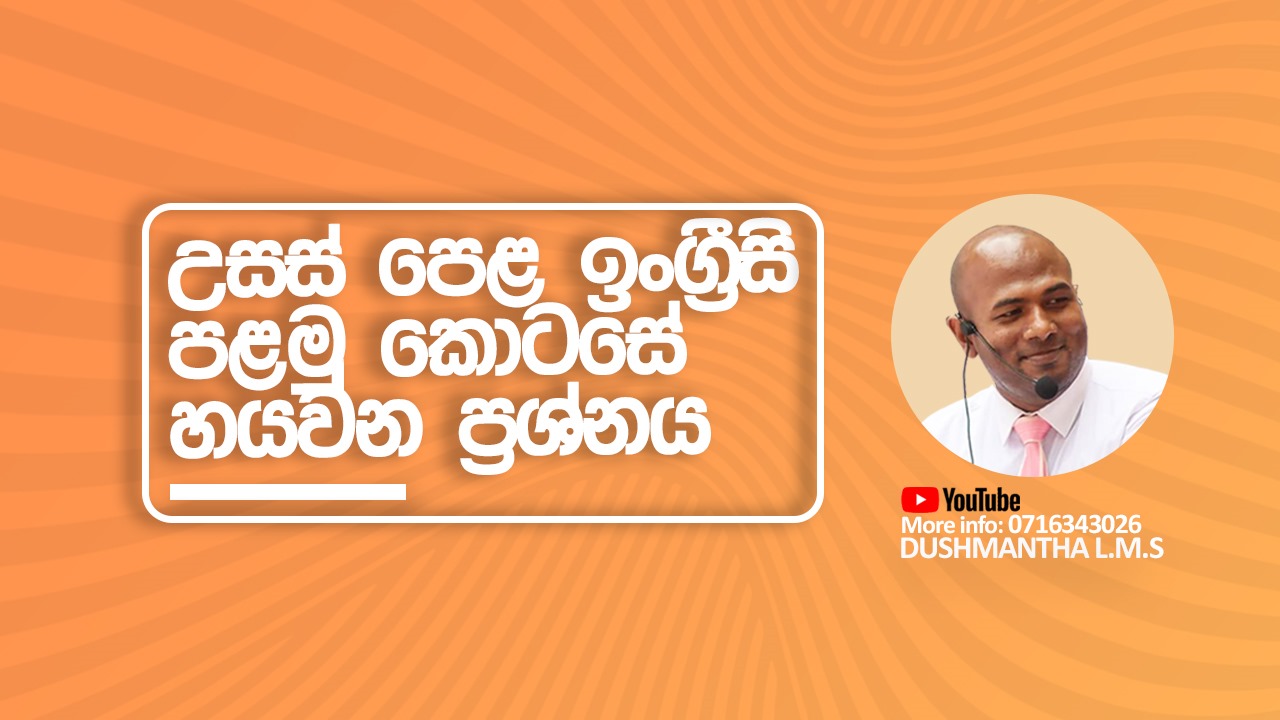 උසස් පෙළ ඉංග්‍රීසි
පළමු කොටසේ
හයවන ප්‍රශ්නය
YouTube
More info: 0716343026
DUSHMANTHA L.M.S